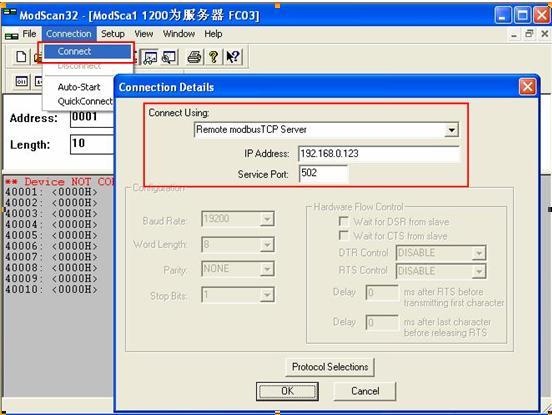 ModScan32 - [ModSca1 1200为服务器 FC03]
File Connection Setup View Window Help
Connect
Disconnect
Auto-Start
QuickConnect
Address: 0001
Length: 10
** Device NOT CO
40001: <0000H>
40002: <0000H>
40003: <0000H>
40004: <0000H>
40005: <0000H>
40006: <0000H>
40007: <0000H>
40008: <0000H>
40009: <0000H>
40010: <0000H>
Connection Details
Connect Using:
Remote modbusTCP Server
IP Address: 192.168.0.123
Service Port: 502
Configuration
Baud Rate: 19200
Word Length: 8
Parity: NONE
Stop Bits: 1
Hardware Flow Control
Wait for DSR from slave
Wait for CTS from slave
DTR Control DISABLE
RTS Control DISABLE
Delay 0 ms after RTS before
transmitting first character
Delay 0 ms after last character
before releasing RTS
Protocol Selections
OK Cancel